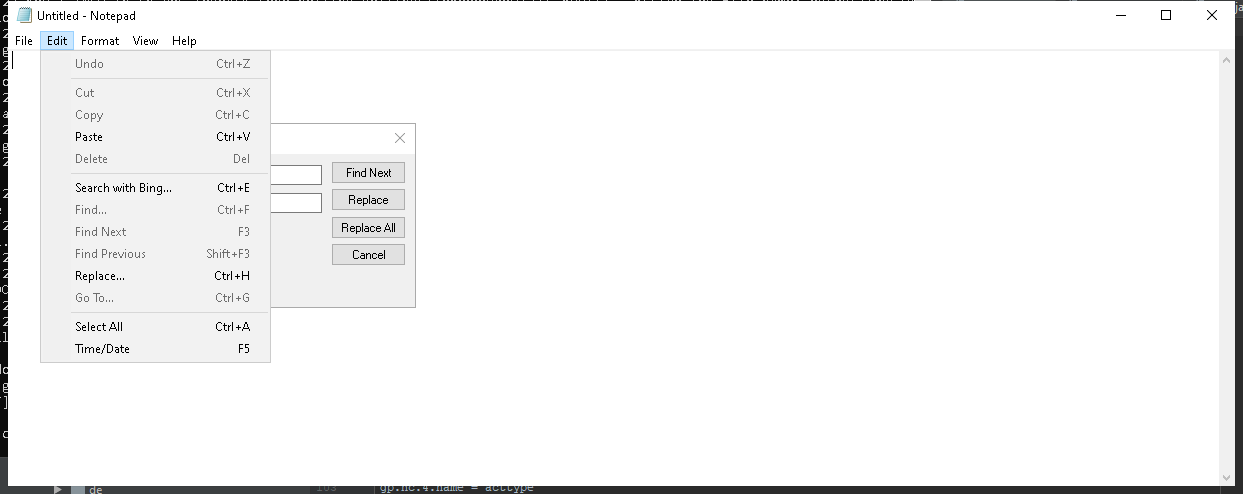 Untitled - Notepad
File Edit Format View Help
Undo Ctrl+Z
Cut Ctrl+X
Copy Ctrl+C
Paste Ctrl+V
Delete Del
Search with Bing... Ctrl+E
Find... Ctrl+F
Find Next F3
Find Previous Shift+F3
Replace... Ctrl+H
Go To... Ctrl+G
Select All Ctrl+A
Time/Date F5
Find Next
Replace
Replace All
Cancel
de
gp.nc.4.name = acttype